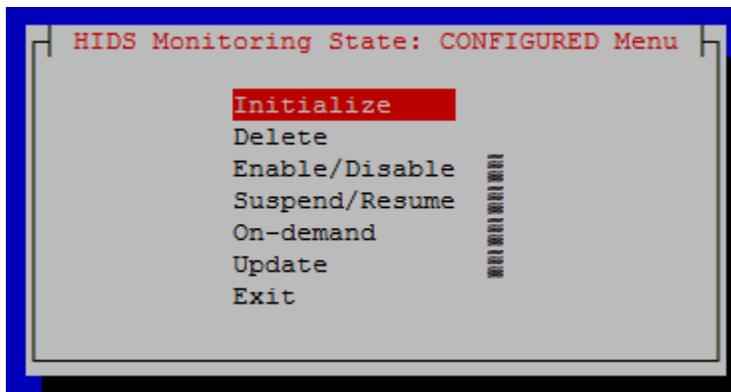 HIDS Monitoring State: CONFIGURED Menu
Initialize
Delete
Enable/Disable
Suspend/Resume
On-demand
Update
Exit